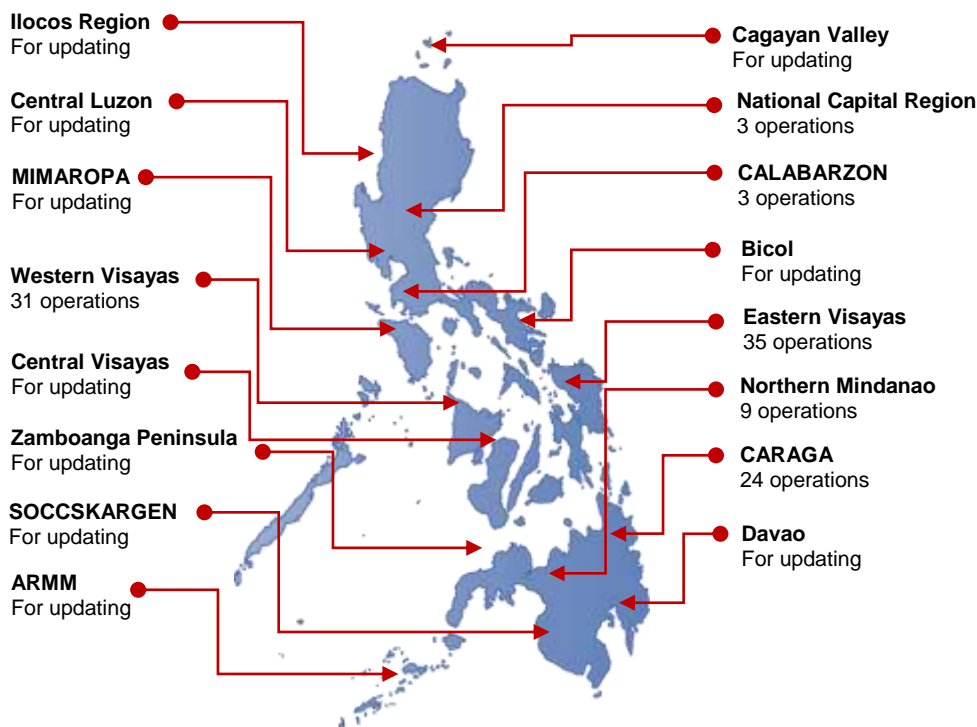 Ilocos Region
For updating
Central Luzon
For updating
MIMAROPA
For updating
Western Visayas
31 operations
Central Visayas
For updating
Zamboanga Peninsula
For updating
SOCCSKARGEN
For updating
ARMM
For updating
Cagayan Valley
For updating
National Capital Region
3 operations
CALABARZON
3 operations
Bicol
For updating
Eastern Visayas
35 operations
Northern Mindanao
9 operations
CARAGA
24 operations
Davao
For updating